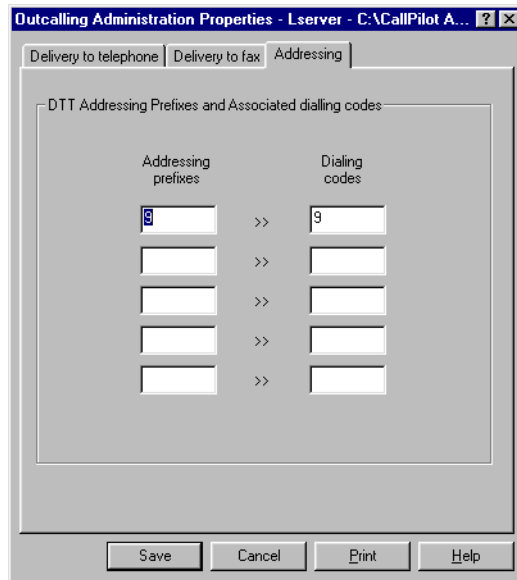 Outcalling Administration Properties - Lserver - C:\CallPilot A... ? ×
Delivery to telephone Delivery to fax Addressing
DTT Addressing Prefixes and Associated dialling codes
Addressing prefixes
Dialing codes
9 >> 9
>>
>>
>>
>>
Save Cancel Print Help